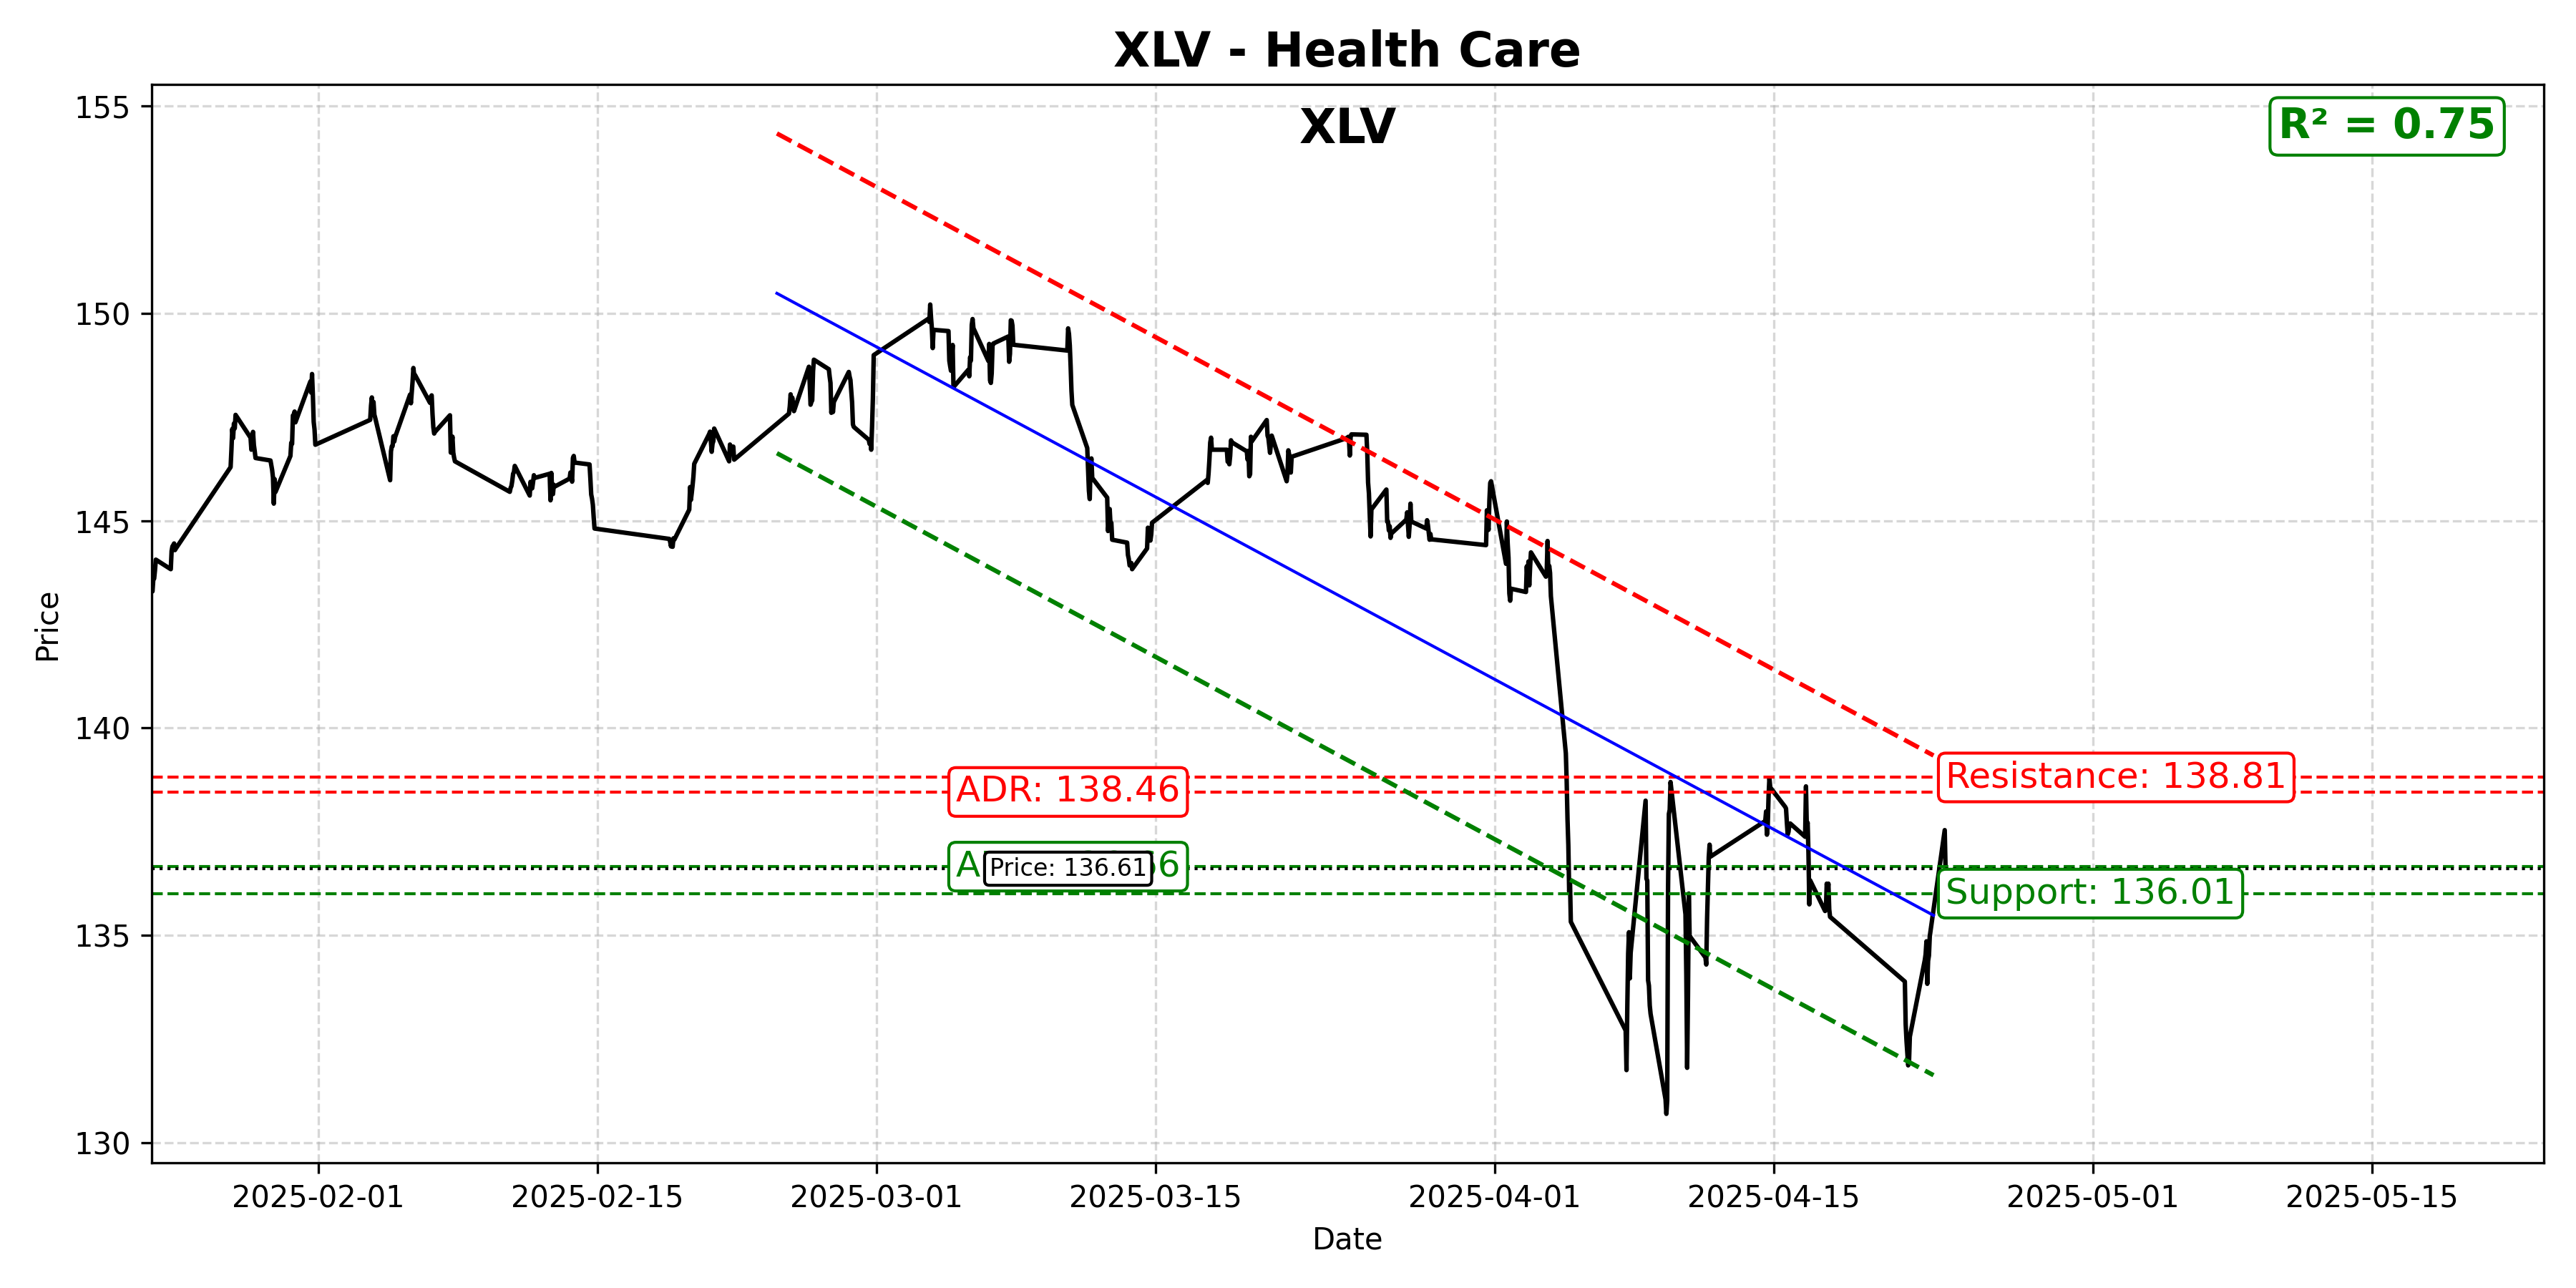 XLV - Health Care
XLV
R² = 0.75
155
150
145
140
135
130
Price
ADR: 138.46
Resistance: 138.81
Price: 136.61
Support: 136.01
2025-02-01
2025-02-15
2025-03-01
2025-03-15
2025-04-01
2025-04-15
2025-05-01
2025-05-15
Date